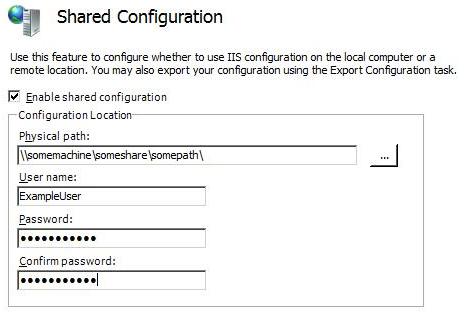 Shared Configuration
Use this feature to configure whether to use IIS configuration on the local computer or a
remote location. You may also export your configuration using the Export Configuration task.
Enable shared configuration
Configuration Location
Physical path:
\\somemachine\someshare\somepath\
...
User name:
ExampleUser
Password:
●●●●●●●●●●●
Confirm password:
●●●●●●●●●●●